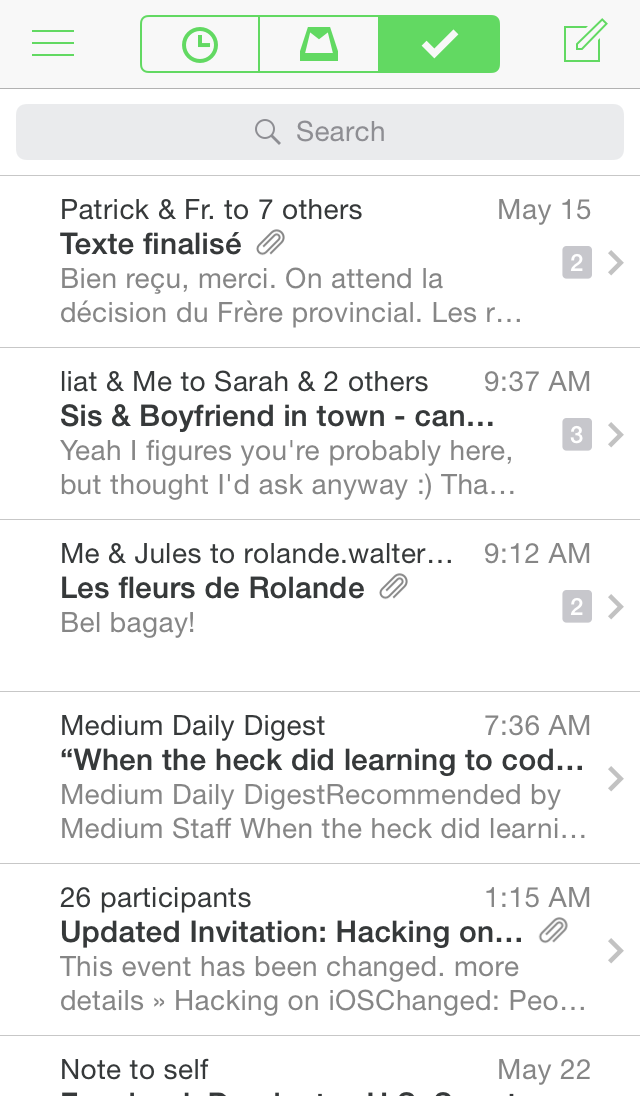 Search
Patrick & Fr. to 7 others May 15
Texte finalisé
2
Bien reçu, merci. On attend la
décision du Frère provincial. Les r…
liat & Me to Sarah & 2 others 9:37 AM
Sis & Boyfriend in town - can…
3
Yeah I figures you're probably here,
but thought I'd ask anyway :) Tha…
Me & Jules to rolande.walter… 9:12 AM
Les fleurs de Rolande
2
Bel bagay!
Medium Daily Digest 7:36 AM
“When the heck did learning to cod…
Medium Daily DigestRecommended by
Medium Staff When the heck did learni…
26 participants 1:15 AM
Updated Invitation: Hacking on…
This event has been changed. more
details » Hacking on iOSChanged: Peo…
Note to self May 22